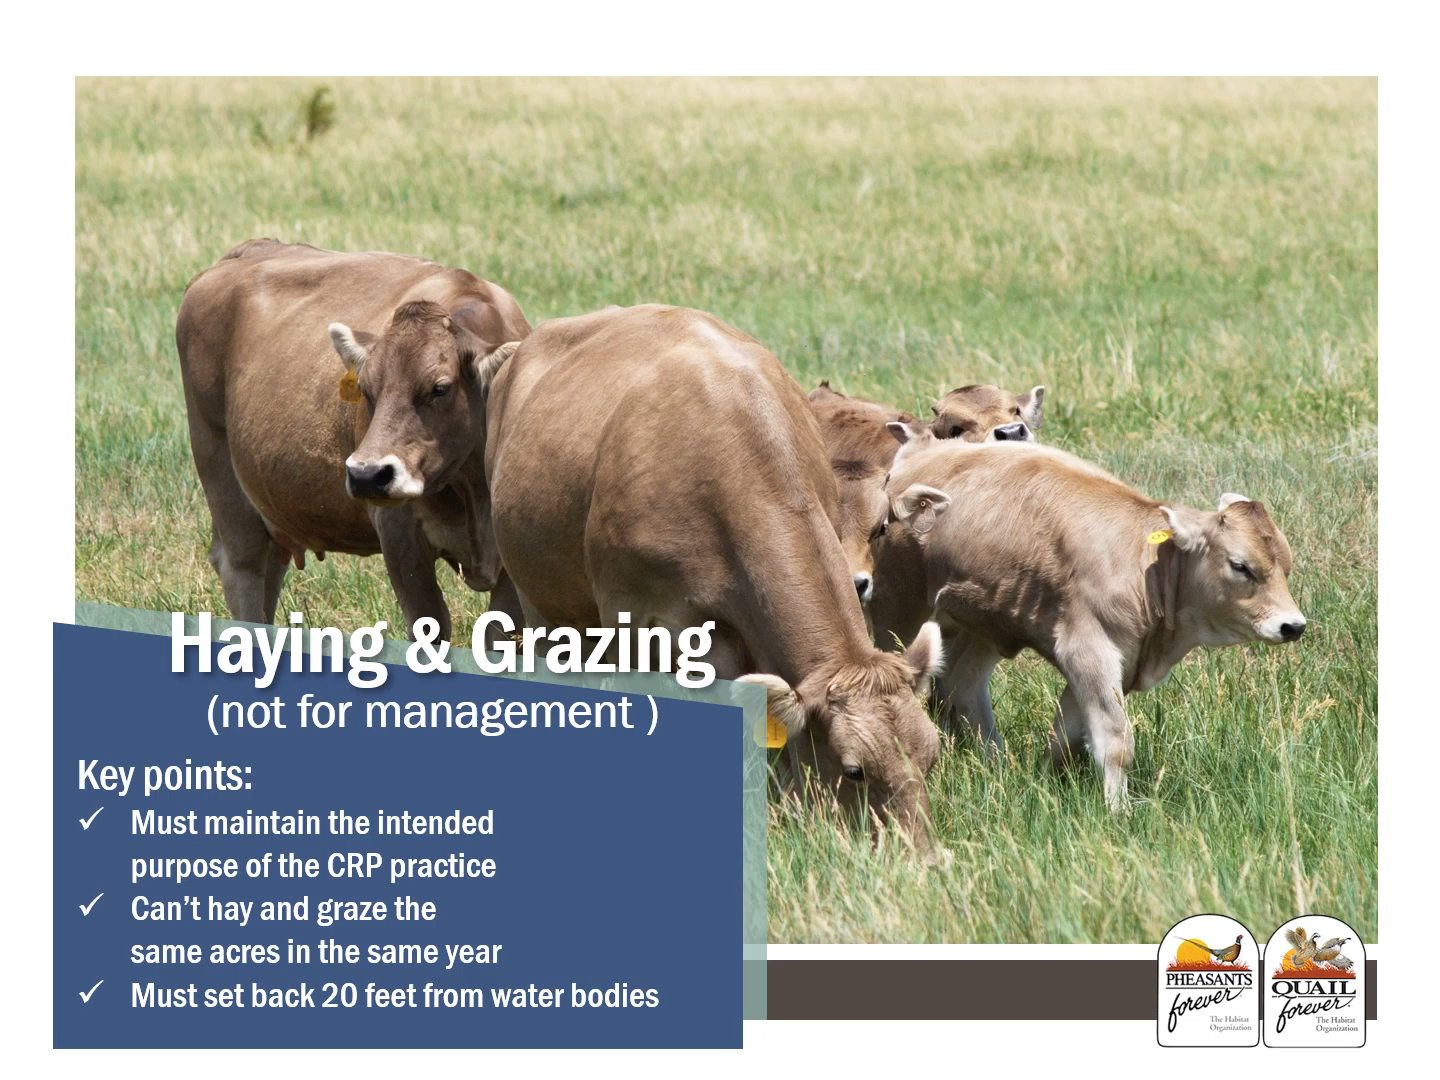 Haying & Grazing
(not for management )
Key points:
✓ Must maintain the intended
purpose of the CRP practice
✓ Can’t hay and graze the
same acres in the same year
✓ Must set back 20 feet from water bodies
PHEASANTS
forever
The Habitat
Organization
QUAIL
forever
The Habitat
Organization